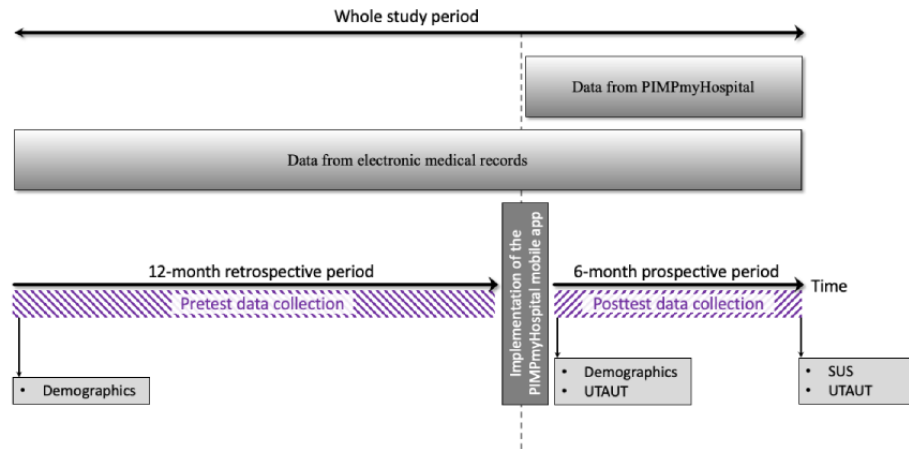 Whole study period
Data from PIMPmyHospital
Data from electronic medical records
Implementation of the
PIMPmyHospital mobile app
12-month retrospective period
6-month prospective period
Time
Pretest data collection
Posttest data collection
• Demographics
• Demographics
• UTAUT
• SUS
• UTAUT